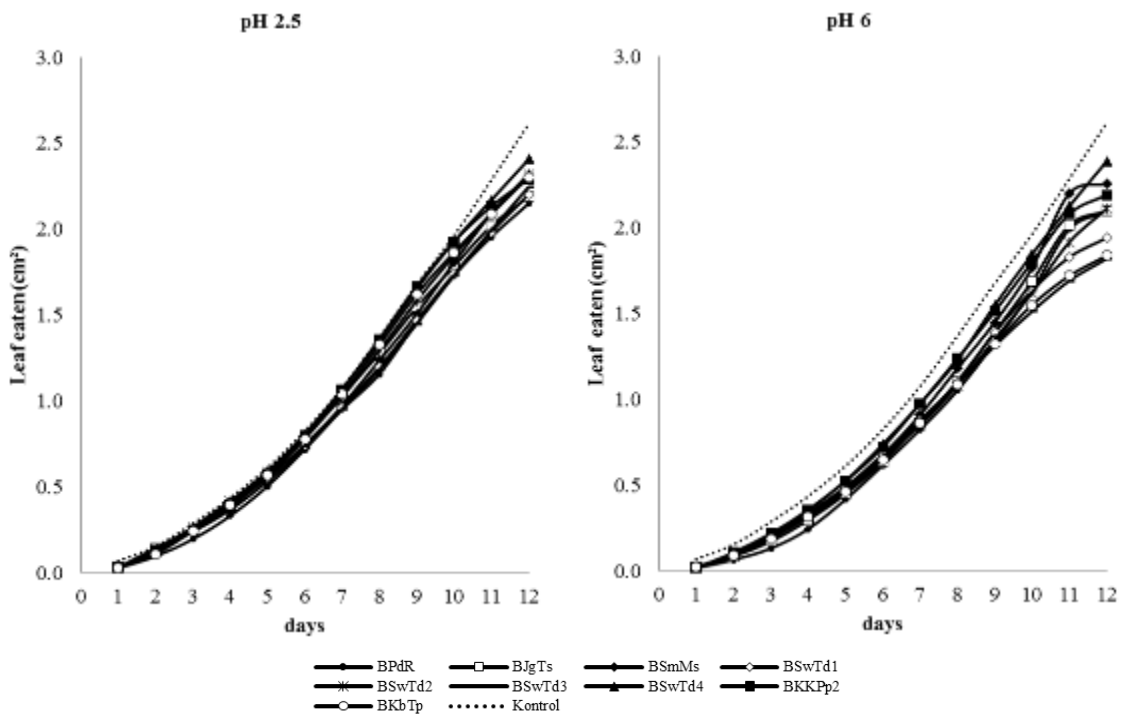 pH 2.5
pH 6
3.0
2.5
2.0
1.5
1.0
0.5
0.0
Leaf eaten (cm²)
0 1 2 3 4 5 6 7 8 9 10 11 12
days
3.0
2.5
2.0
1.5
1.0
0.5
0.0
Leaf eaten (cm²)
0 1 2 3 4 5 6 7 8 9 10 11 12
days
BPdR BJgTs BSmMs BSwTd1
BSwTd2 BSwTd3 BSwTd4 BKKPp2
BKbTp Kontrol